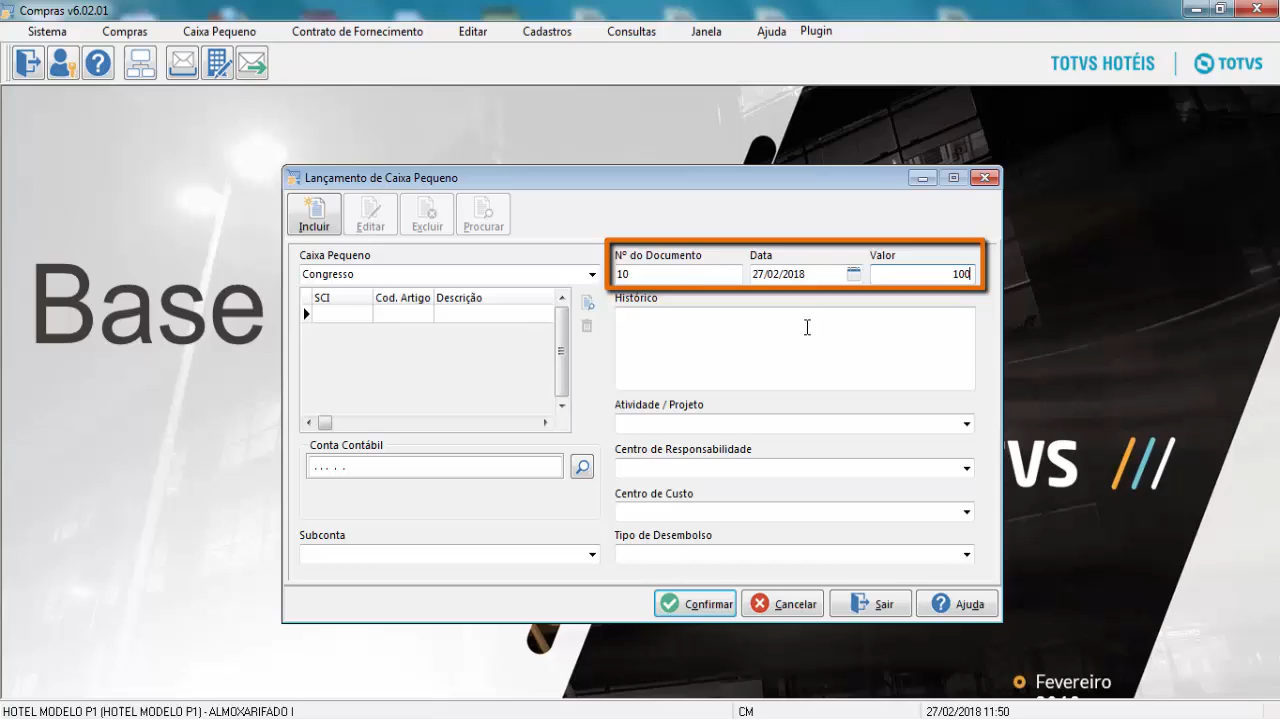 Compras v6.02.01
Sistema Compras Caixa Pequeno Contrato de Fornecimento Editar Cadastros Consultas Janela Ajuda Plugin
TOTVS HOTÉIS TOTVS
Base
Lançamento de Caixa Pequeno
Incluir Editar Excluir Procurar
Caixa Pequeno
Congresso
Nº do Documento Data Valor
10 27/02/2018 100
SCI Cod. Artigo Descrição
Histórico
Atividade / Projeto
Conta Contábil
. . . . .
Centro de Responsabilidade
Centro de Custo
Subconta
Tipo de Desembolso
Confirmar Cancelar Sair Ajuda
VS
Fevereiro
HOTEL MODELO P1 (HOTEL MODELO P1) - ALMOXARIFADO I CM 27/02/2018 11:50